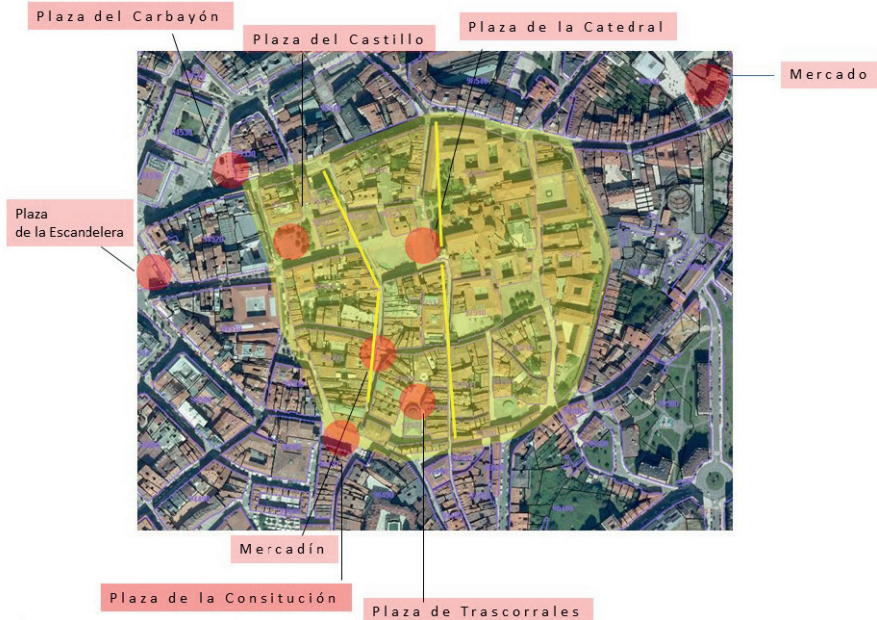 Plaza del Carbayón
Plaza del Castillo
Plaza de la Catedral
Mercado
Plaza
de la Escandelera
Mercadín
Plaza de la Consitución
Plaza de Trascorrales